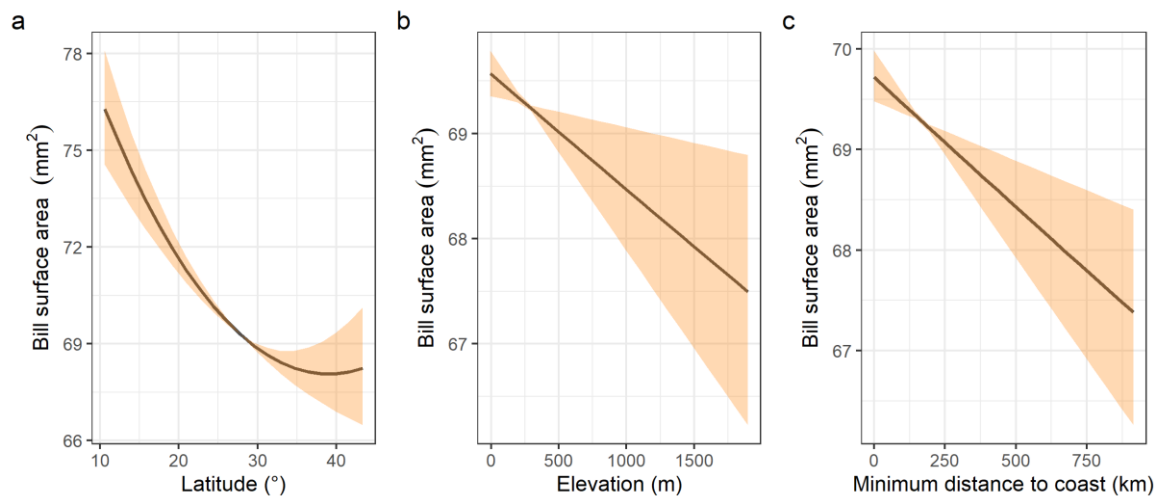 a
78
75
72
69
66
10
20
30
40
Bill surface area (mm²)
Latitude (°)
b
69
68
67
0
500
1000
1500
Bill surface area (mm²)
Elevation (m)
c
70
69
68
67
0
250
500
750
Bill surface area (mm²)
Minimum distance to coast (km)